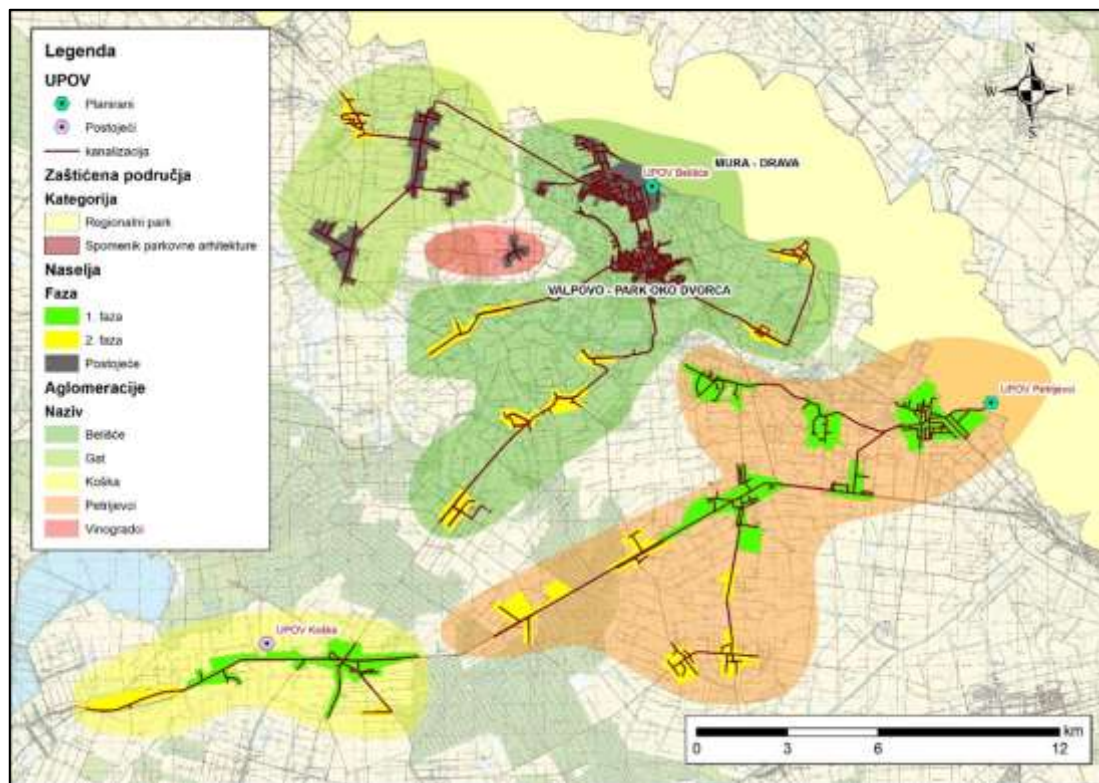 Legenda
UPOV
Planirani
Postojeći
kanalizacija
Zaštićena područja
Kategorija
Regionalni park
Spomenik parkovne arhitekture
Naselja
Faza
1. faza
2. faza
Postojeće
Aglomeracije
Naziv
Belišće
Gat
Koška
Petrijevci
Vinogradci
N
W
E
S
MURA - DRAVA
UPOV Belišće
VALPOVO - PARK OKO DVORCA
UPOV Petrijevci
UPOV Koška
km
0 3 6 12